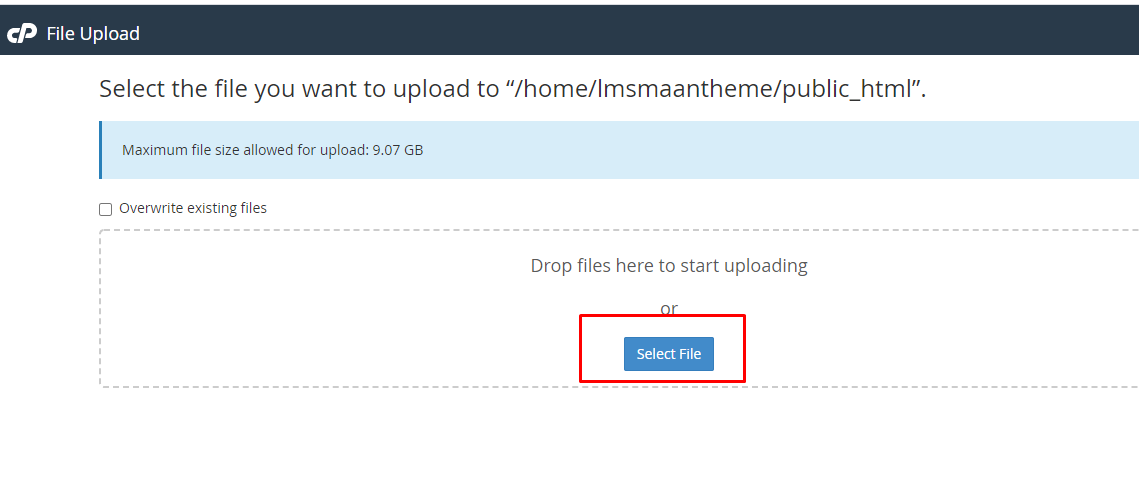 cP File Upload
Select the file you want to upload to “/home/lmsmaantheme/public_html”.
Maximum file size allowed for upload: 9.07 GB
Overwrite existing files
Drop files here to start uploading
or
Select File